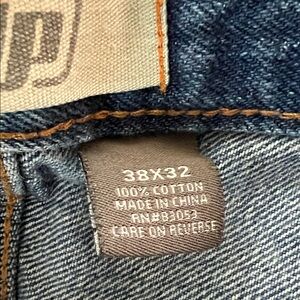 38X32
100% COTTON
MADE IN CHINA
RN#83053
CARE ON REVERSE